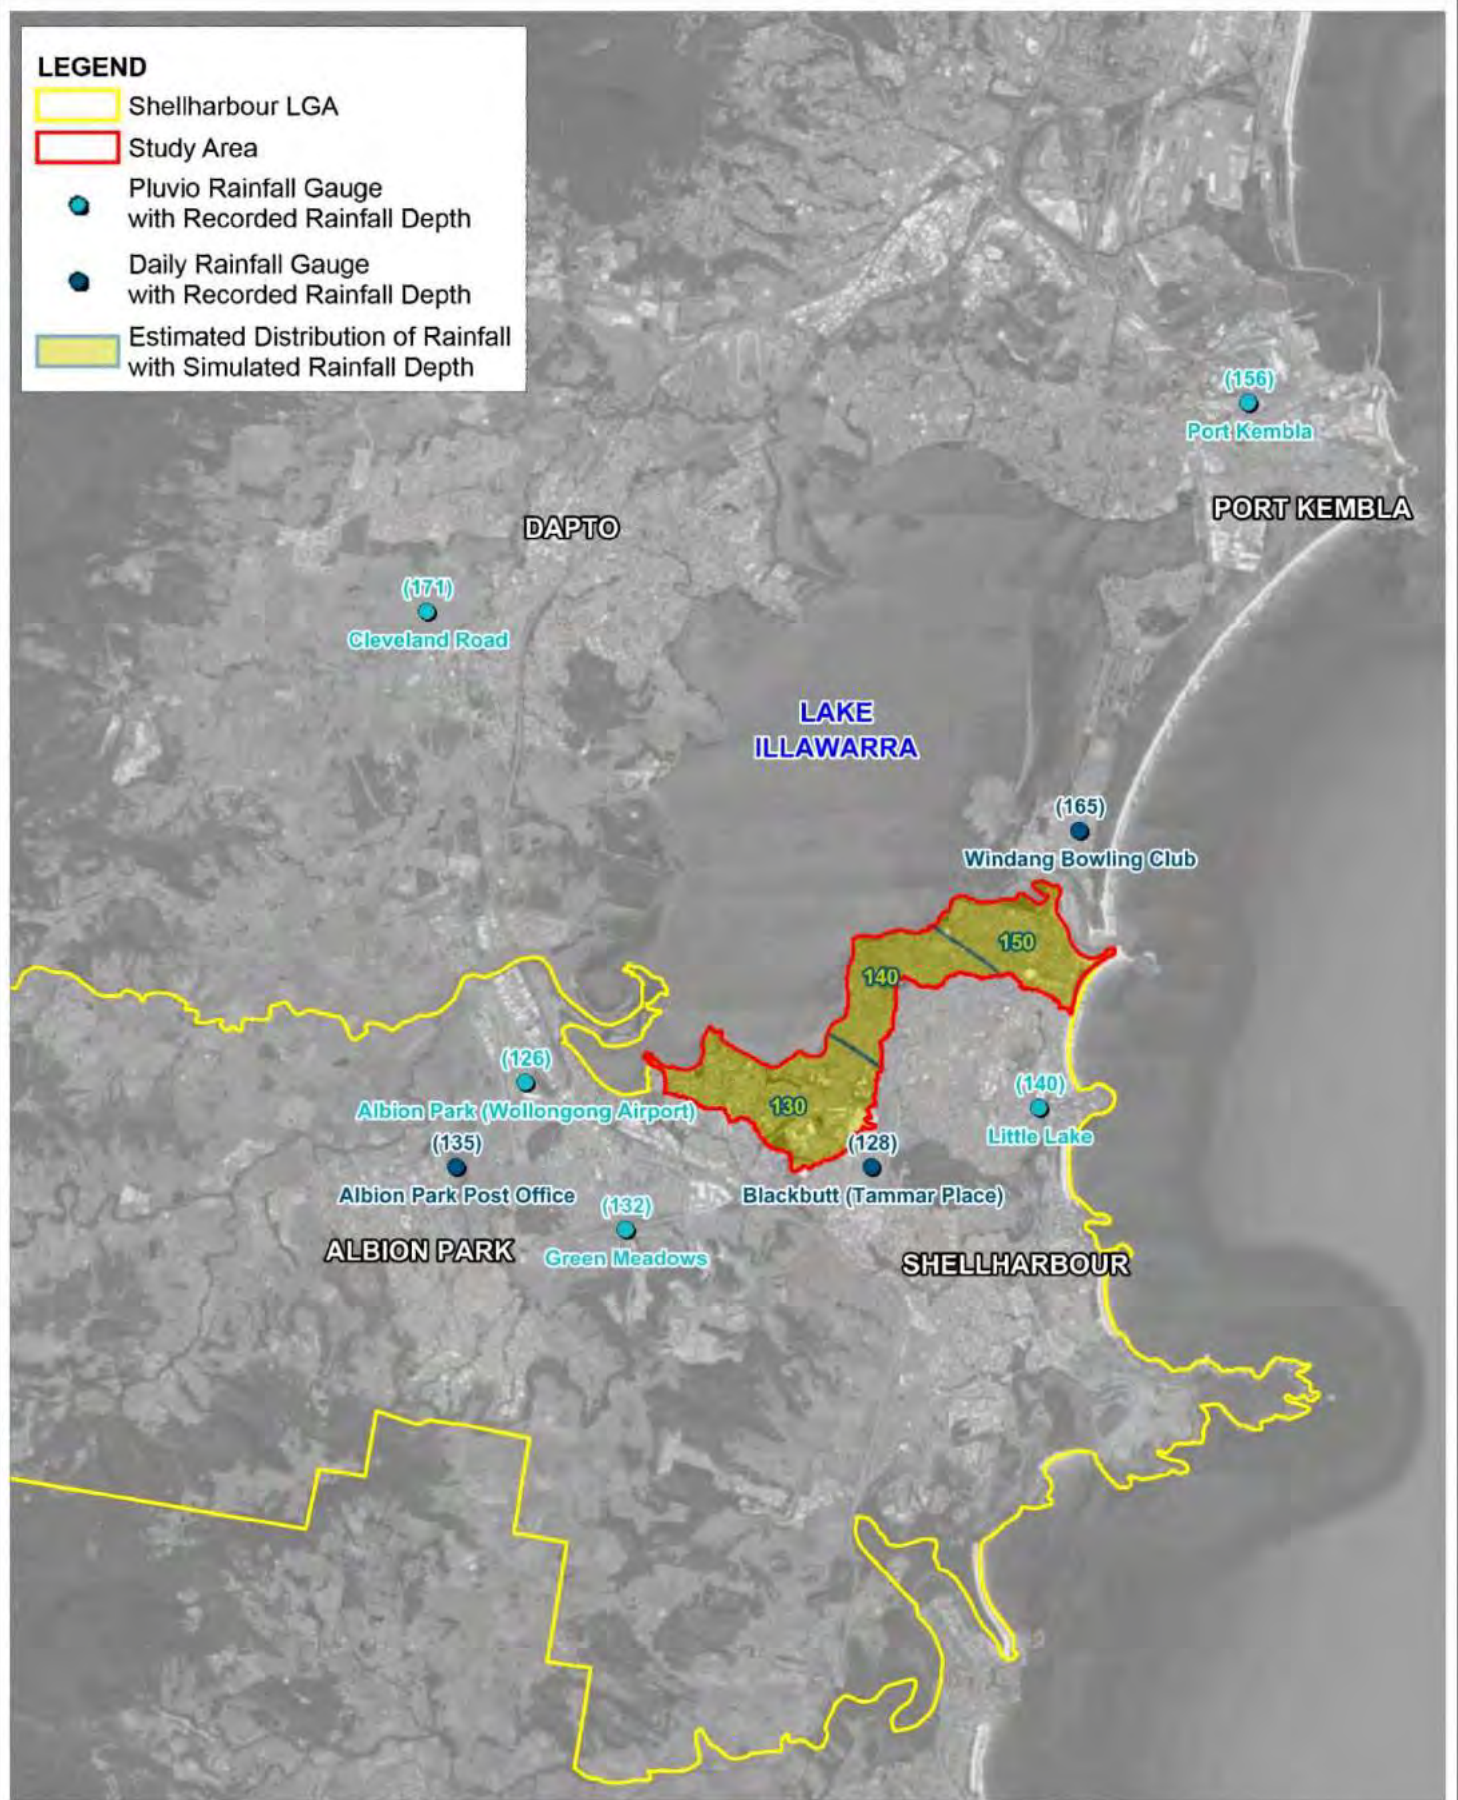 LEGEND
Shellharbour LGA
Study Area
Pluvio Rainfall Gauge
with Recorded Rainfall Depth
Daily Rainfall Gauge
with Recorded Rainfall Depth
Estimated Distribution of Rainfall
with Simulated Rainfall Depth
(156)
Port Kembla
PORT KEMBLA
DAPTO
(171)
Cleveland Road
LAKE
ILLAWARRA
(165)
Windang Bowling Club
150
140
130
(126)
Albion Park (Wollongong Airport)
(140)
Little Lake
(135)
Albion Park Post Office
(128)
Blackbutt (Tammar Place)
(132)
Green Meadows
ALBION PARK
SHELLHARBOUR